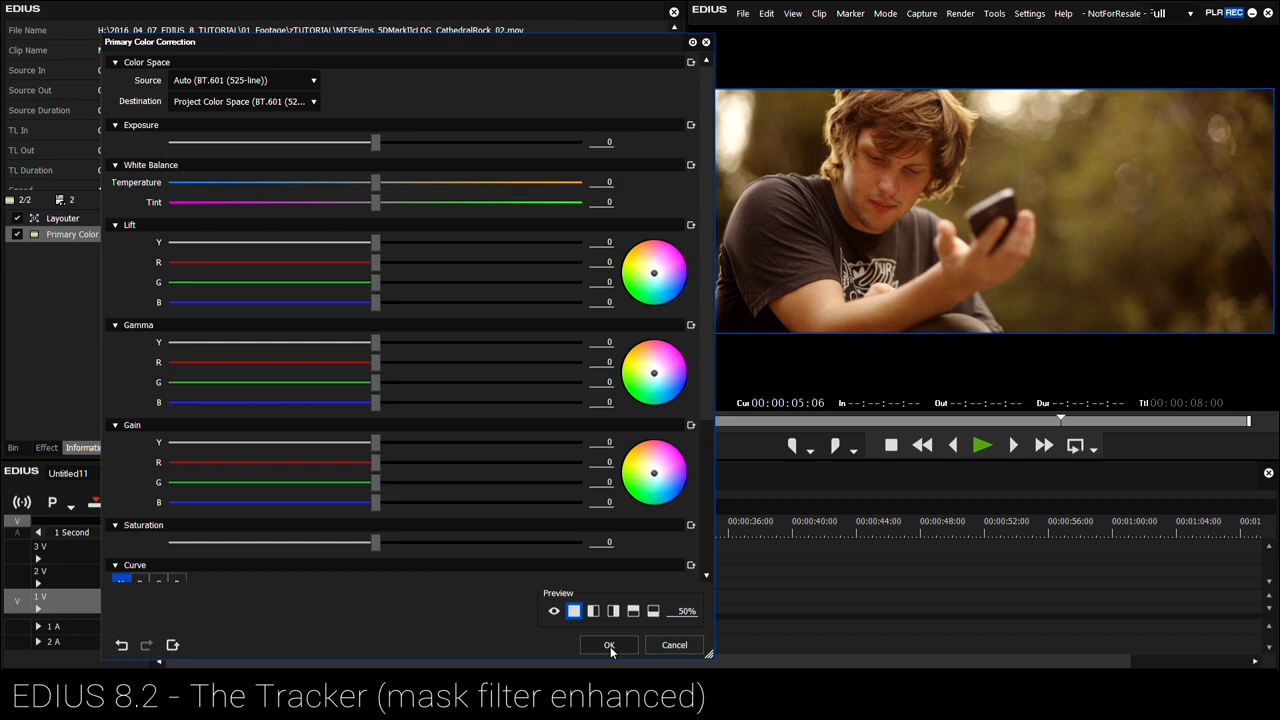 EDIUS
File Name H:\2016_04_07_EDIUS_8_TUTORIAL\01_Footage\zTUTORIAL\MTSFilms_5DMarkIIcLOG_CathedralRock_02.mov
Clip Name
Source In
Source Out
Source Duration
TL In
TL Out
TL Duration
2/2 2
Layouter
Primary Color
Bin Effect Informatic
Primary Color Correction
Color Space
Source Auto (BT.601 (525-line))
Destination Project Color Space (BT.601 (52...
Exposure
0
White Balance
Temperature 0
Tint 0
Lift
Y 0
R 0
G 0
B 0
Gamma
Y 0
R 0
G 0
B 0
Gain
Y 0
R 0
G 0
B 0
Saturation
0
Curve
Preview
50%
OK Cancel
EDIUS File Edit View Clip Marker Mode Capture Render Tools Settings Help - NotForResale - Full PLR REC
Cur 00:00:05:06 In --:--:--:-- Out --:--:--:-- Dur --:--:--:-- Ttl 00:00:08:00
EDIUS Untitled11
P
V
A 1 Second
00:00:36:00 00:00:40:00 00:00:44:00 00:00:48:00 00:00:52:00 00:00:56:00 00:01:00:00 00:01:04:00 00:01
3 V
2 V
V 1 V
1 A
2 A
EDIUS 8.2 - The Tracker (mask filter enhanced)